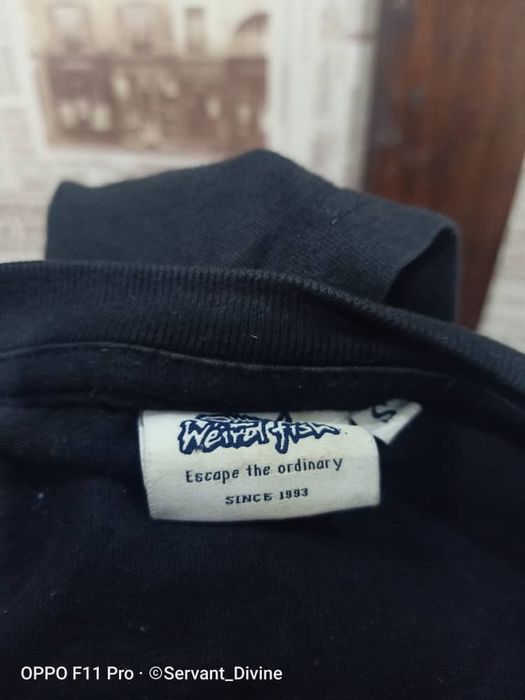 Weird fish
S
Escape the ordinary
SINCE 1993
OPPO F11 Pro · ©Servant_Divine